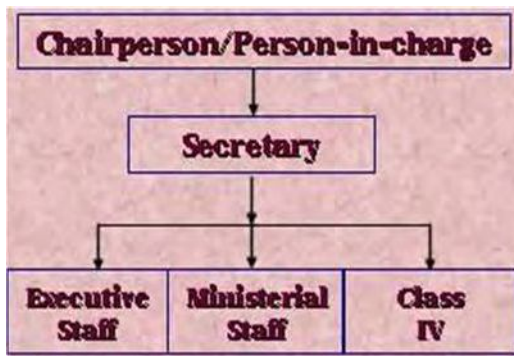 Chairperson/Person-in-charge
Secretary
Executive
Staff
Ministerial
Staff
Class
IV